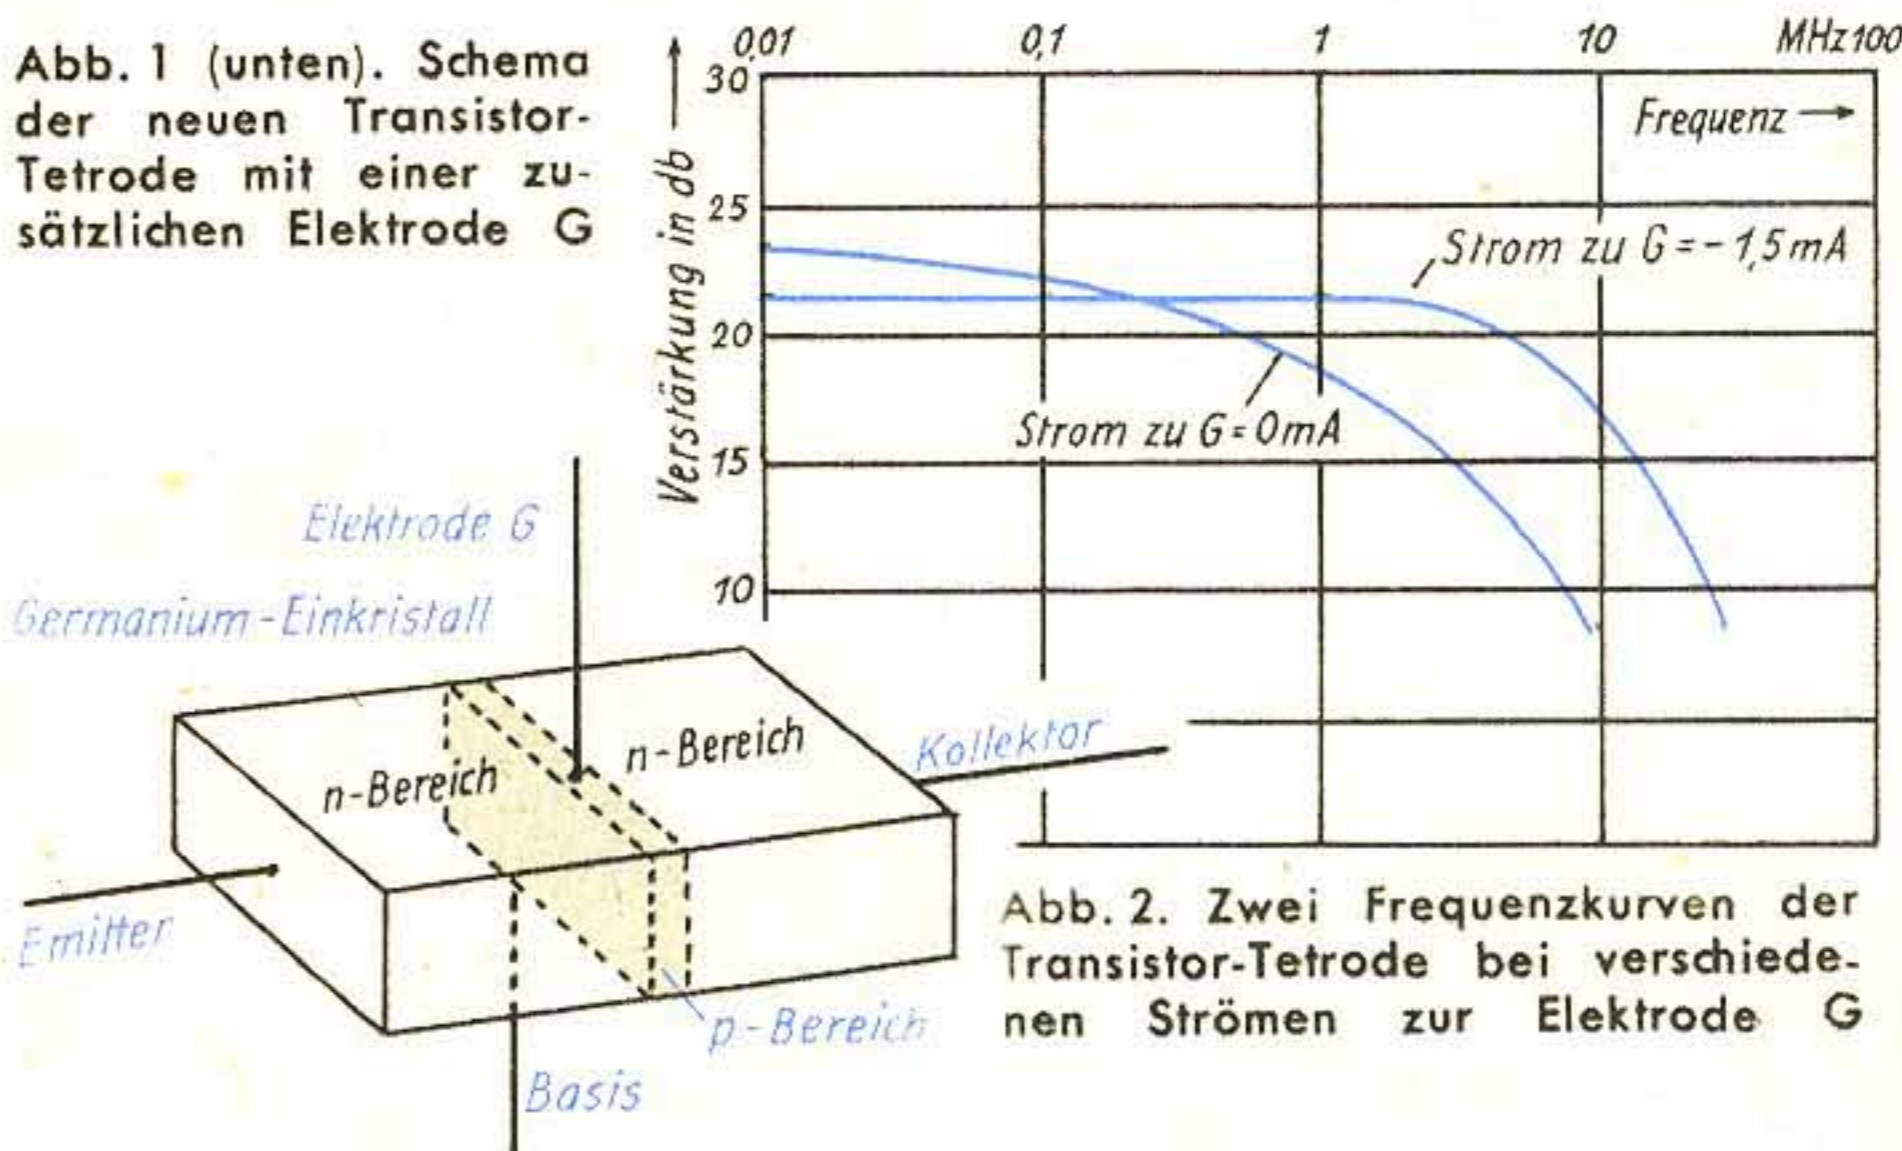 Abb. 1 (unten). Schema
der neuen Transistor-
Tetrode mit einer zu-
sätzlichen Elektrode G
0,01 0,1 1 10 MHz 100
Frequenz
Verstärkung in db
30
25
20
15
10
Strom zu G = - 1,5 mA
Strom zu G = 0 mA
Elektrode G
Germanium-Einkristall
n-Bereich
n-Bereich
Kollektor
Emitter
p-Bereich
Basis
Abb. 2. Zwei Frequenzkurven der
Transistor-Tetrode bei verschiede-
nen Strömen zur Elektrode G